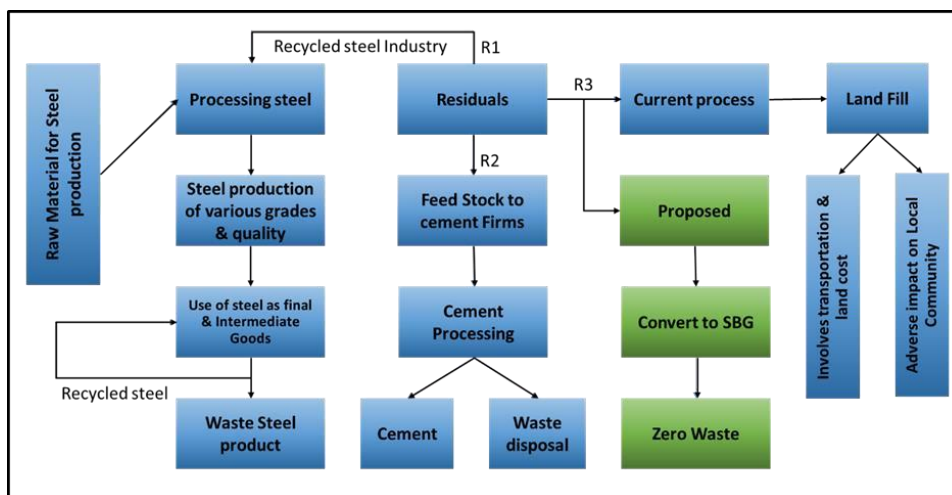 Recycled steel Industry
R1
R3
Raw Material for Steel
production
Processing steel
Residuals
Current process
Land Fill
R2
Steel production
of various grades
& quality
Feed Stock to
cement Firms
Proposed
Involves transportation &
land cost
Adverse impact on Local
Community
Use of steel as final
& Intermediate
Goods
Cement
Processing
Convert to SBG
Recycled steel
Waste Steel
product
Cement
Waste
disposal
Zero Waste